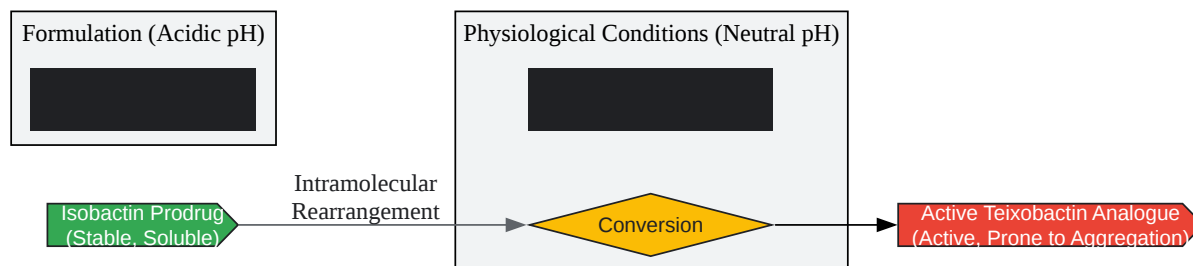 Formulation (Acidic pH)
Physiological Conditions (Neutral pH)
Intramolecular
Rearrangement
Isobactin Prodrug
(Stable, Soluble)
Conversion
Active Teixobactin Analogue
(Active, Prone to Aggregation)